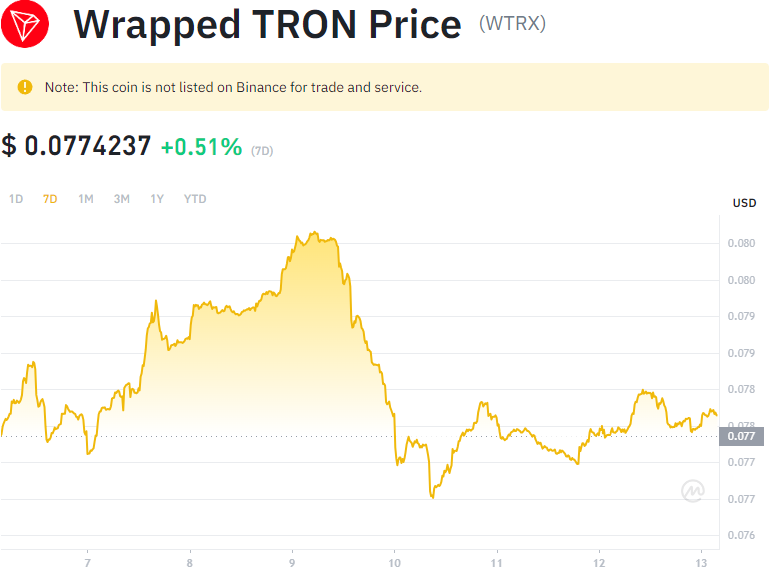 Wrapped TRON Price (WTRX)
Note: This coin is not listed on Binance for trade and service.
$ 0.0774237 +0.51% (7D)
1D 7D 1M 3M 1Y YTD
USD
0.080
0.080
0.079
0.079
0.078
0.078
0.077
0.077
0.077
0.076
7 8 9 10 11 12 13